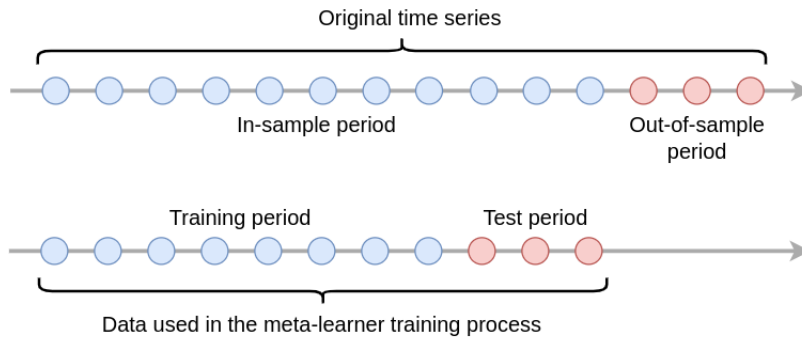 Original time series
In-sample period
Out-of-sample
period
Training period
Test period
Data used in the meta-learner training process